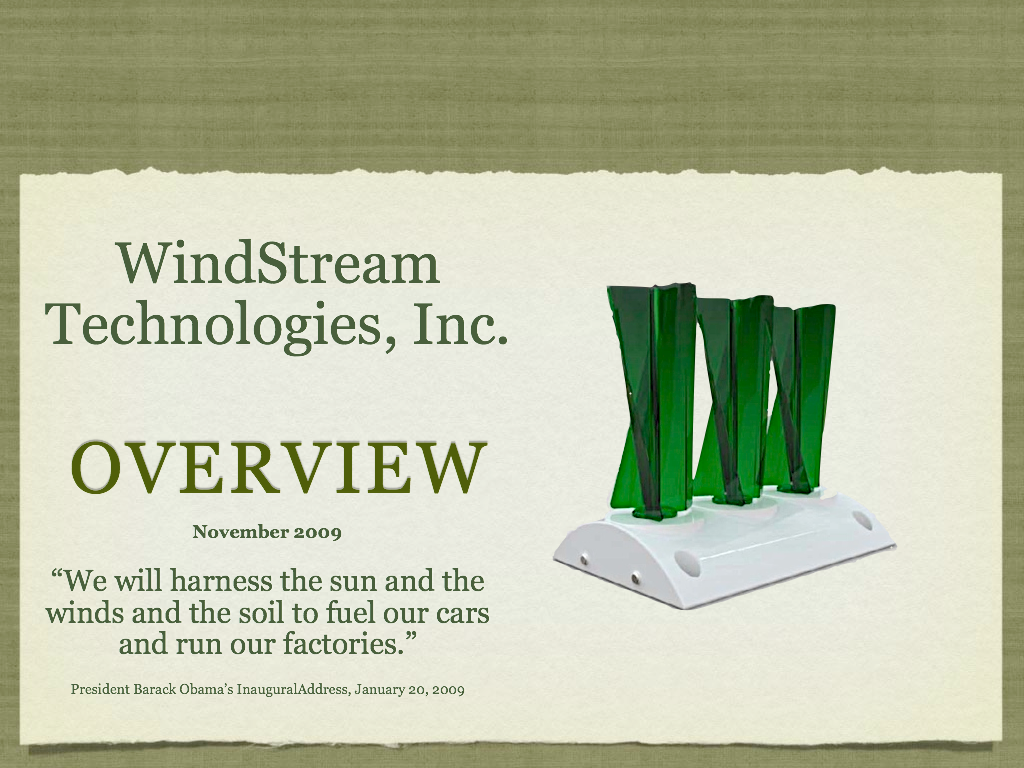 WindStream
Technologies, Inc.
OVERVIEW
November 2009
“We will harness the sun and the
winds and the soil to fuel our cars
and run our factories.”
President Barack Obama’s InauguralAddress, January 20, 2009